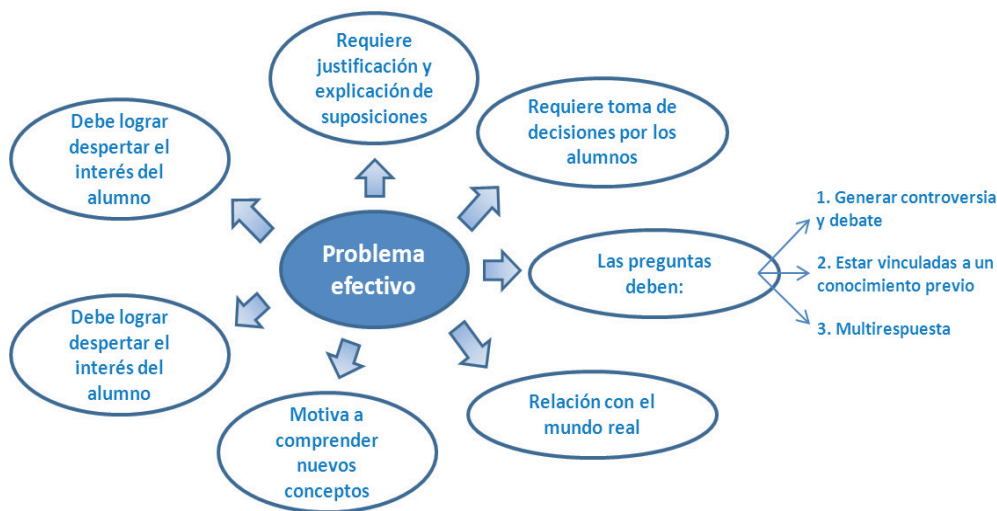 Requiere
justificación y
explicación de
suposiciones
Requiere toma de
decisiones por los
alumnos
Debe lograr
despertar el
interés del
alumno
Problema
efectivo
Las preguntas
deben:
1. Generar controversia
y debate
2. Estar vinculadas a un
conocimiento previo
3. Multirespuesta
Debe lograr
despertar el
interés del
alumno
Motiva a
comprender
nuevos
conceptos
Relación con el
mundo real